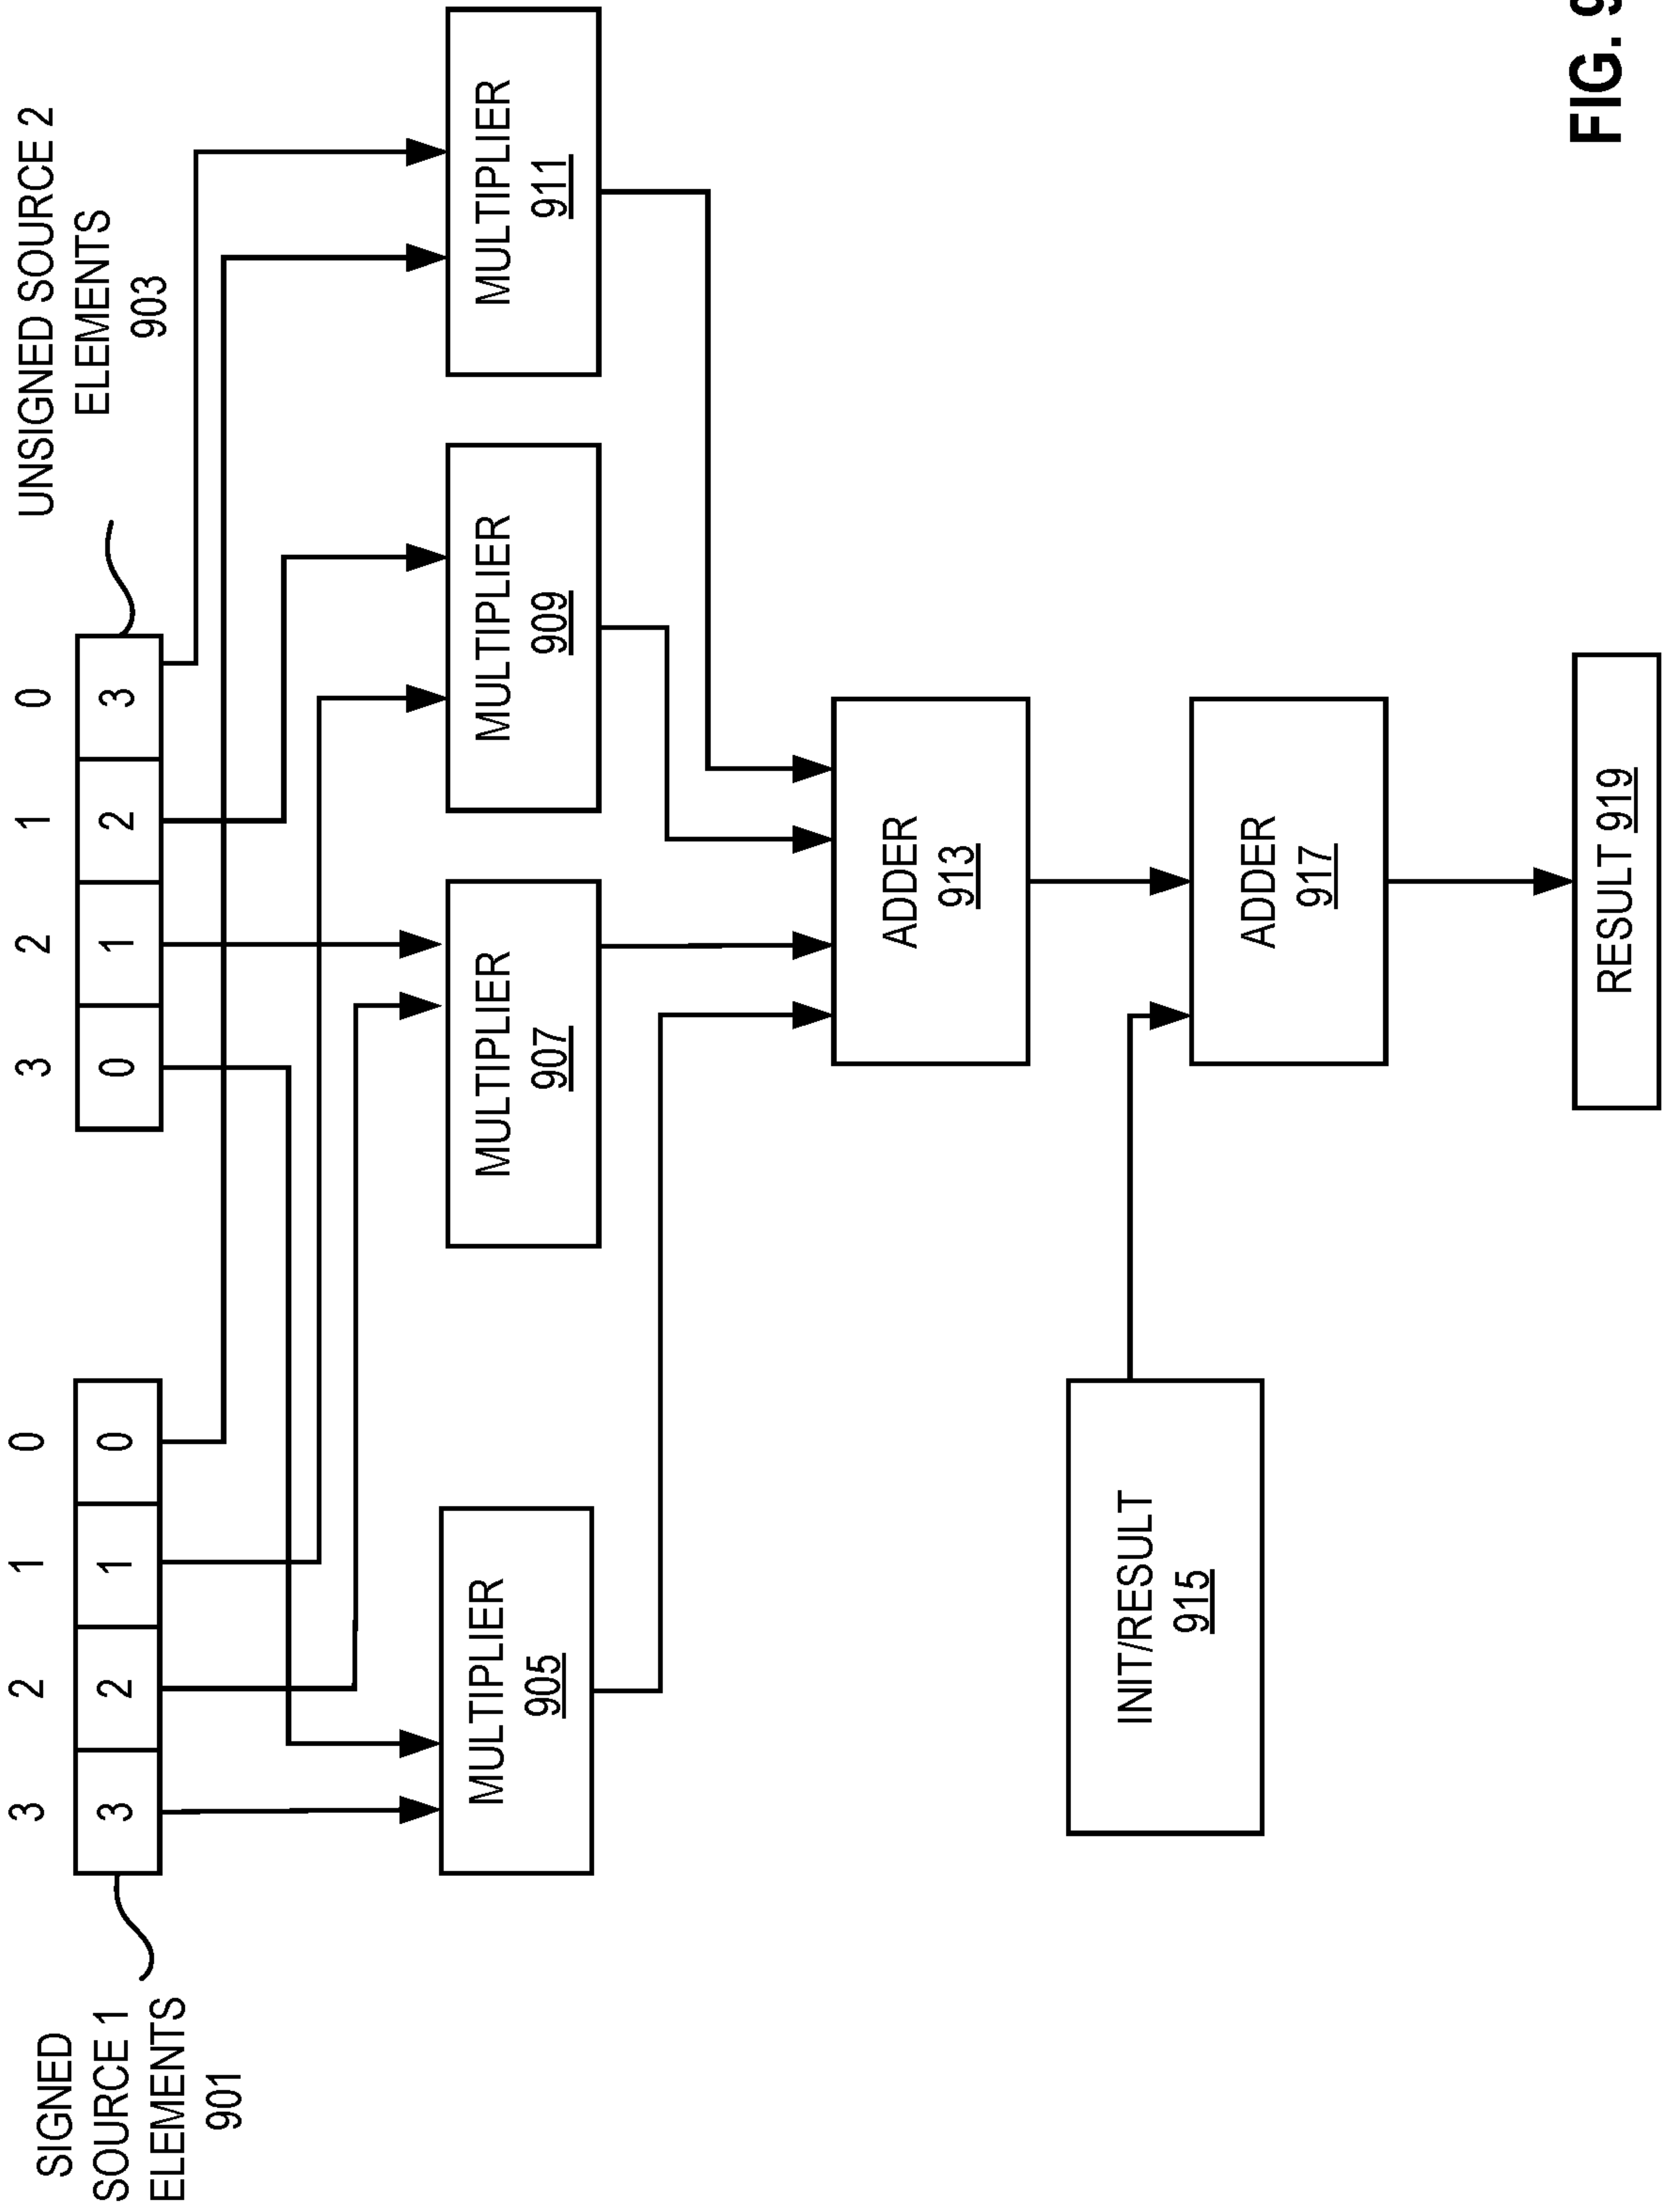 SIGNED
SOURCE 1
ELEMENTS
901
3 2 1 0
3 2 1 0
UNSIGNED SOURCE 2
ELEMENTS
903
3 2 1 0
0 1 2 3
MULTIPLIER
905
MULTIPLIER
907
MULTIPLIER
909
MULTIPLIER
911
ADDER
913
INIT/RESULT
915
ADDER
917
RESULT 919
FIG. 9